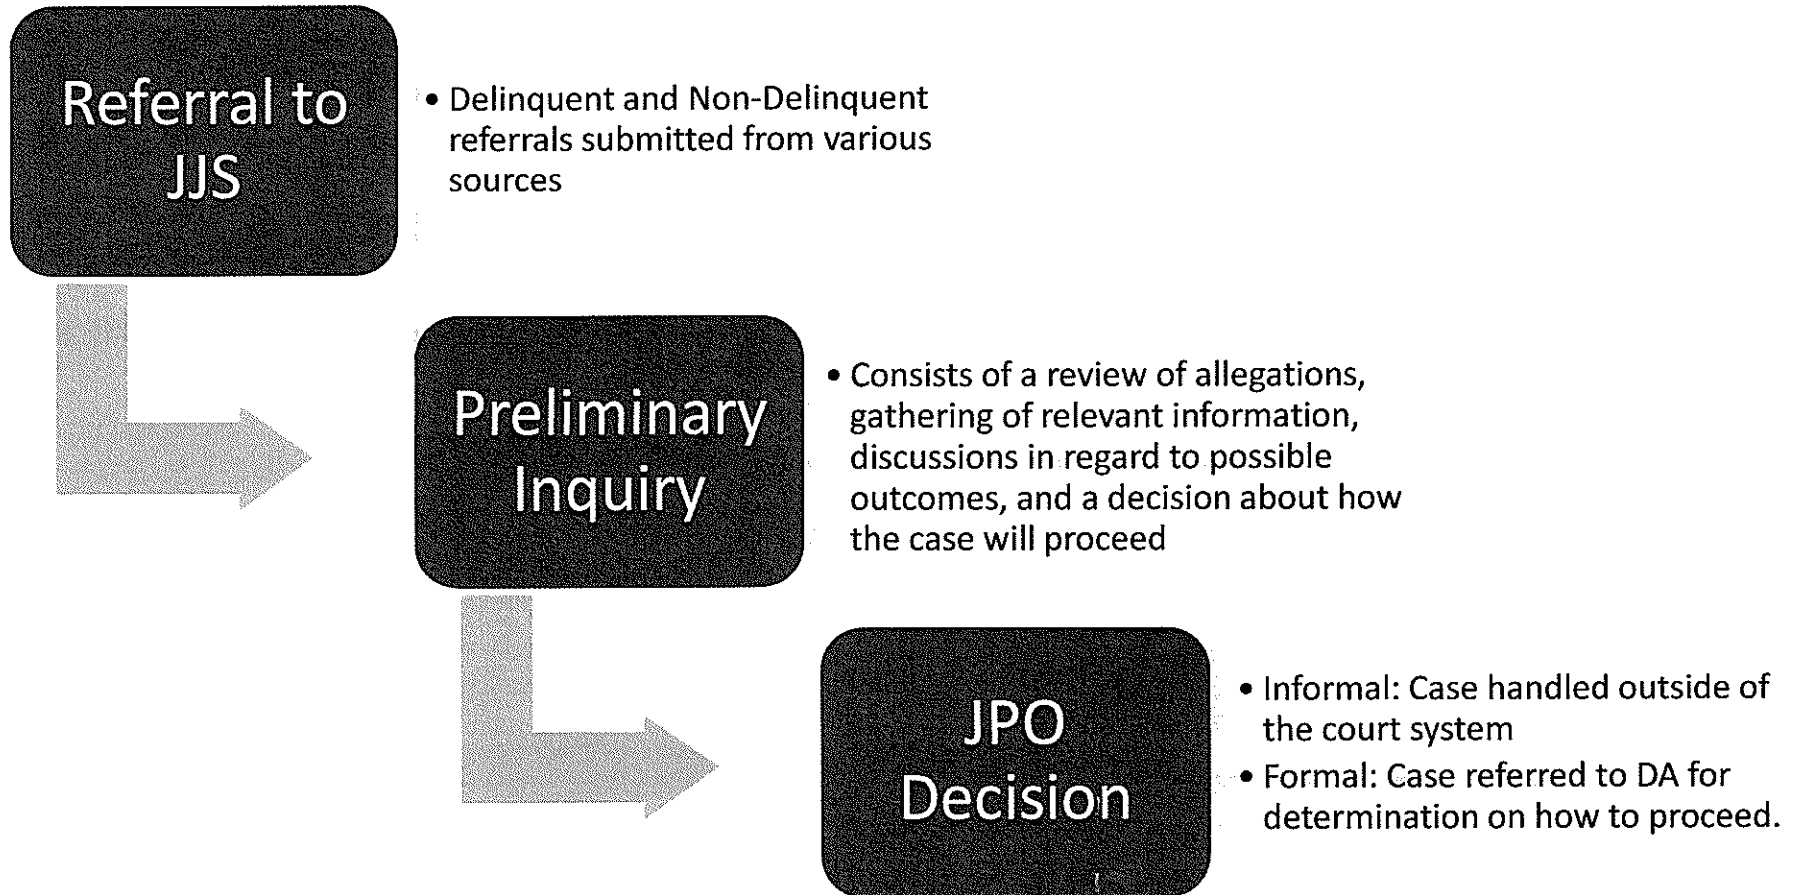 Referral to
JJS
• Delinquent and Non-Delinquent
referrals submitted from various
sources
Preliminary
Inquiry
• Consists of a review of allegations,
gathering of relevant information,
discussions in regard to possible
outcomes, and a decision about how
the case will proceed
JPO
Decision
• Informal: Case handled outside of
the court system
• Formal: Case referred to DA for
determination on how to proceed.